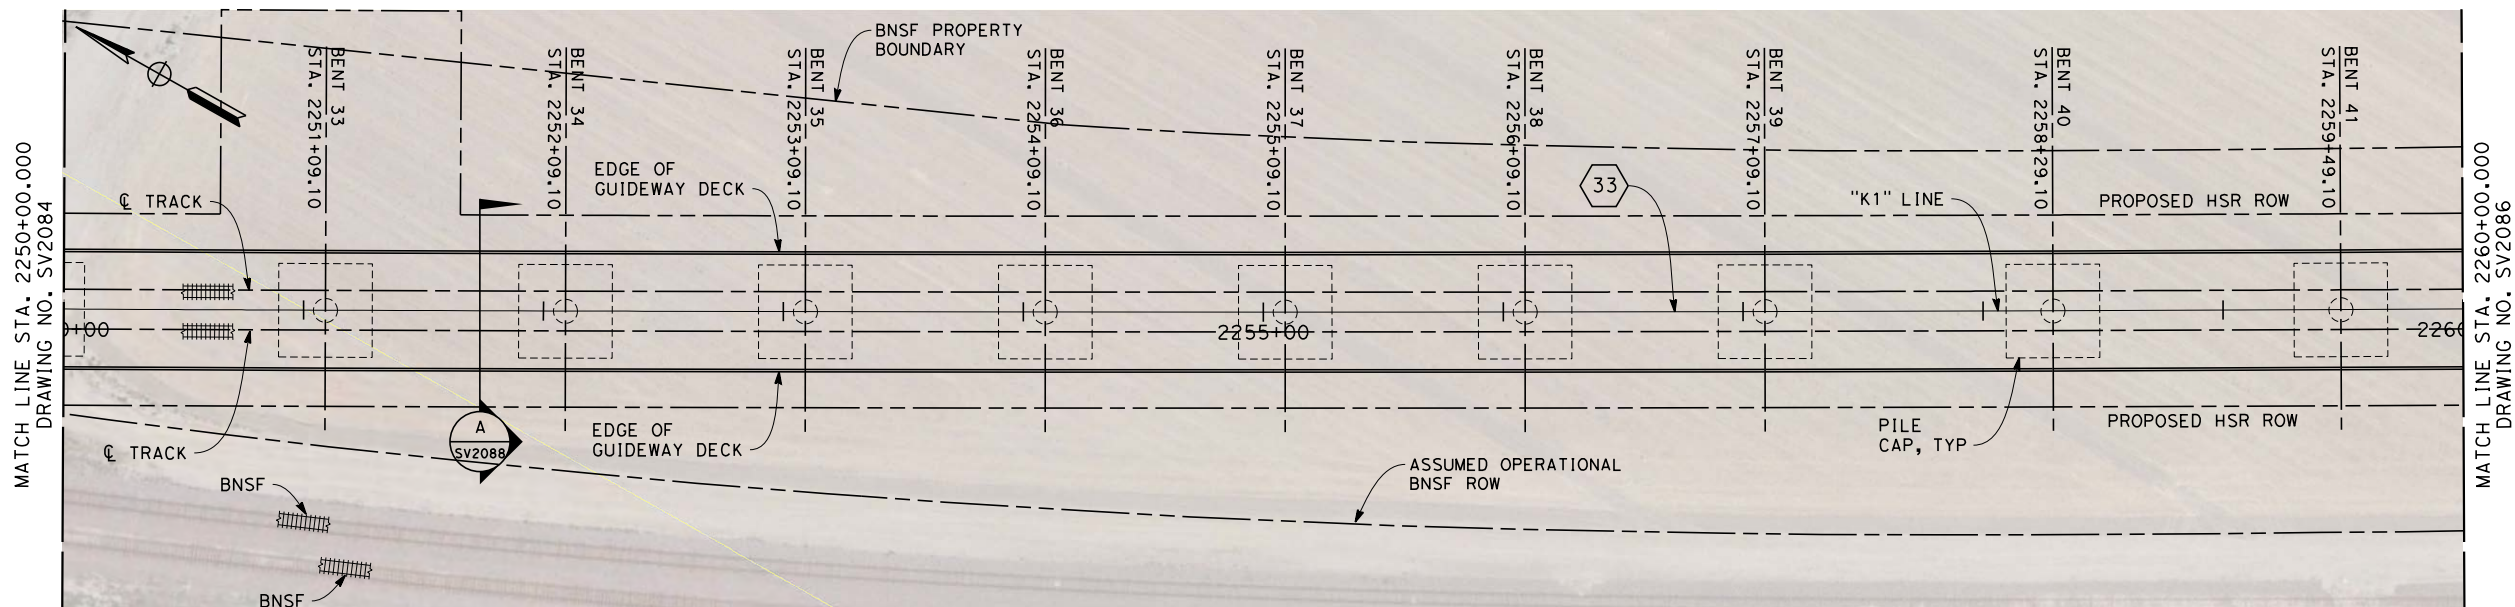 MATCH LINE STA. 2250+00.000
DRAWING NO. SV2084
BENT 33
STA. 2251+09.10
BENT 34
STA. 2252+09.10
BENT 35
STA. 2253+09.10
BENT 36
STA. 2254+09.10
BENT 37
STA. 2255+09.10
BENT 38
STA. 2256+09.10
BENT 39
STA. 2257+09.10
BENT 40
STA. 2258+29.10
BENT 41
STA. 2259+49.10
BNSF PROPERTY
BOUNDARY
EDGE OF
GUIDEWAY DECK
℄ TRACK
33
"K1" LINE
PROPOSED HSR ROW
0+00
2255+00
2260
℄ TRACK
A
SV2088
EDGE OF
GUIDEWAY DECK
PILE
CAP, TYP
PROPOSED HSR ROW
ASSUMED OPERATIONAL
BNSF ROW
BNSF
BNSF
MATCH LINE STA. 2260+00.000
DRAWING NO. SV2086